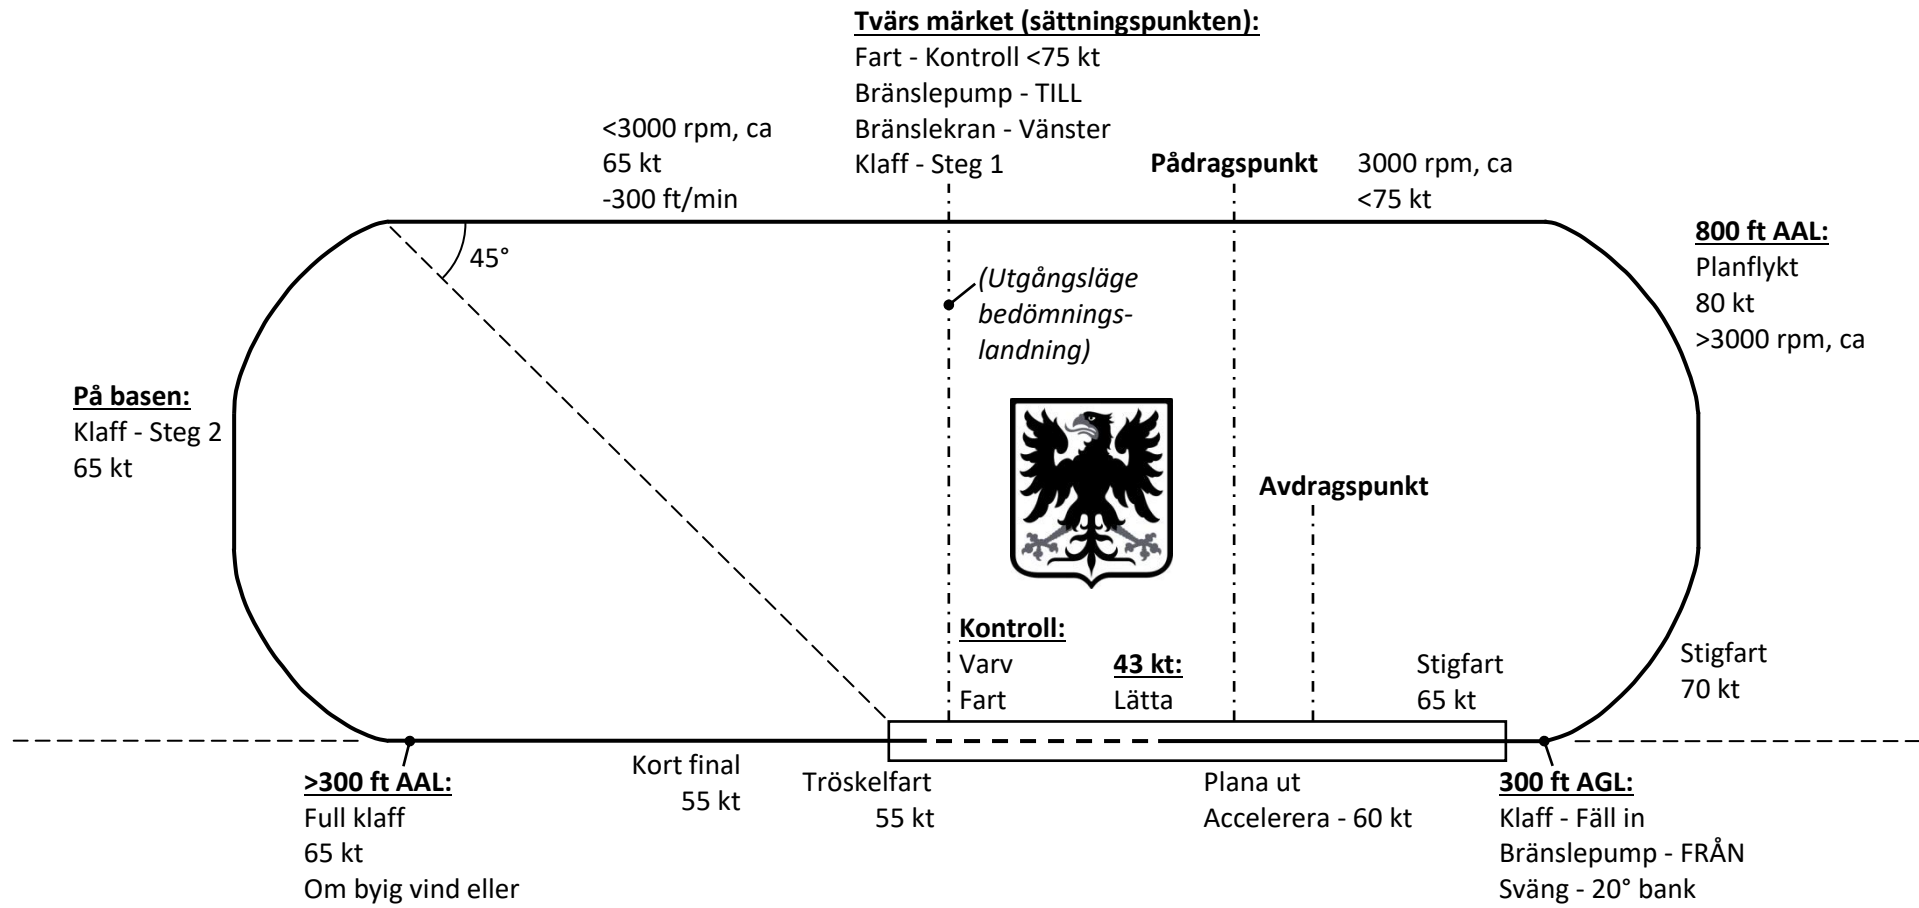 Tvärs märket (sättningspunkten):
Fart - Kontroll <75 kt
Bränslepump - TILL
Bränslekran - Vänster
Klaff - Steg 1
<3000 rpm, ca
65 kt
-300 ft/min
Pådragspunkt
3000 rpm, ca
<75 kt
800 ft AAL:
Planflykt
80 kt
>3000 rpm, ca
45°
(Utgångsläge
bedömnings-
landning)
På basen:
Klaff - Steg 2
65 kt
Avdragspunkt
Kontroll:
Varv
Fart
43 kt:
Lätta
Stigfart
65 kt
Stigfart
70 kt
>300 ft AAL:
Full klaff
65 kt
Om byig vind eller
Kort final
55 kt
Tröskelfart
55 kt
Plana ut
Accelerera - 60 kt
300 ft AGL:
Klaff - Fäll in
Bränslepump - FRÅN
Sväng - 20° bank